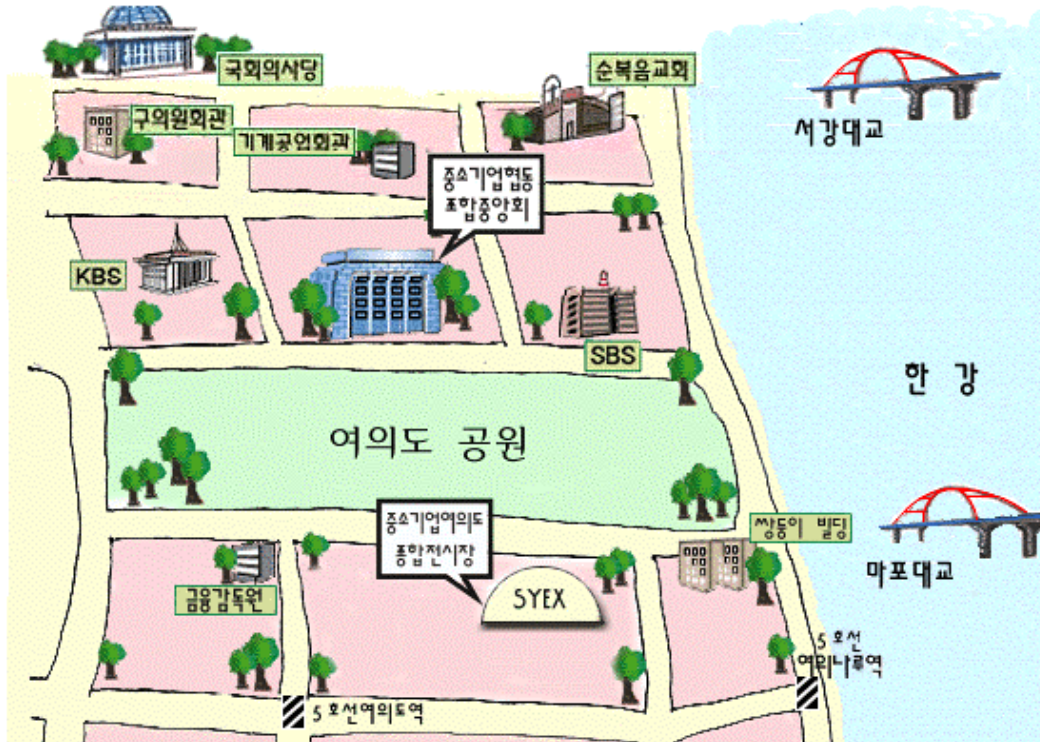 국회의사당
순복음교회
서강대교
구의원회관
기계공업회관
중소기업협동
조합중앙회
KBS
SBS
한 강
여의도 공원
중소기업여의도
종합전시장
쌍둥이 빌딩
마포대교
금융감독원
SYEX
5 호선
여의나루역
5 호선여의도역